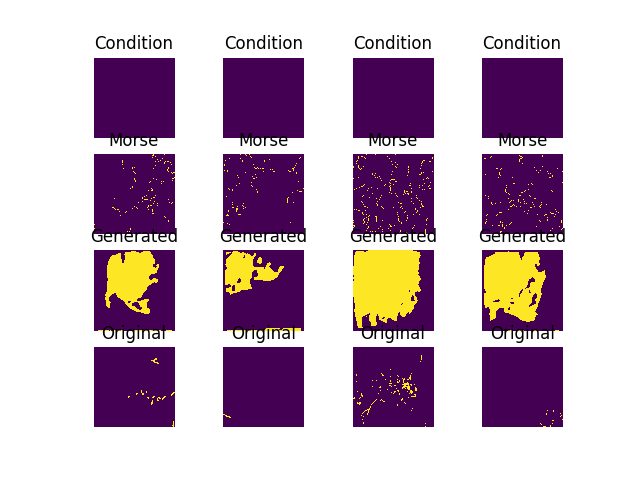 Condition Condition Condition Condition
Morse Morse Morse Morse
Generated Generated Generated Generated
Original Original Original Original